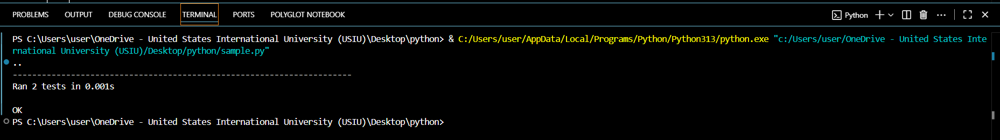 PROBLEMS OUTPUT DEBUG CONSOLE TERMINAL PORTS POLYGLOT NOTEBOOK Python
PS C:\Users\user\OneDrive - United States International University (USIU)\Desktop\python> & C:/Users/user/AppData/Local/Programs/Python/Python313/python.exe "c:/Users/user/OneDrive - United States Inte
rnational University (USIU)/Desktop/python/sample.py"
..
----------------------------------------------------------------------
Ran 2 tests in 0.001s
OK
PS C:\Users\user\OneDrive - United States International University (USIU)\Desktop\python>